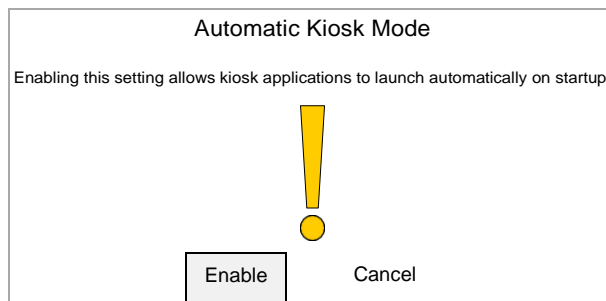 Automatic Kiosk Mode
Enabling this setting allows kiosk applications to launch automatically on startup
Enable
Cancel